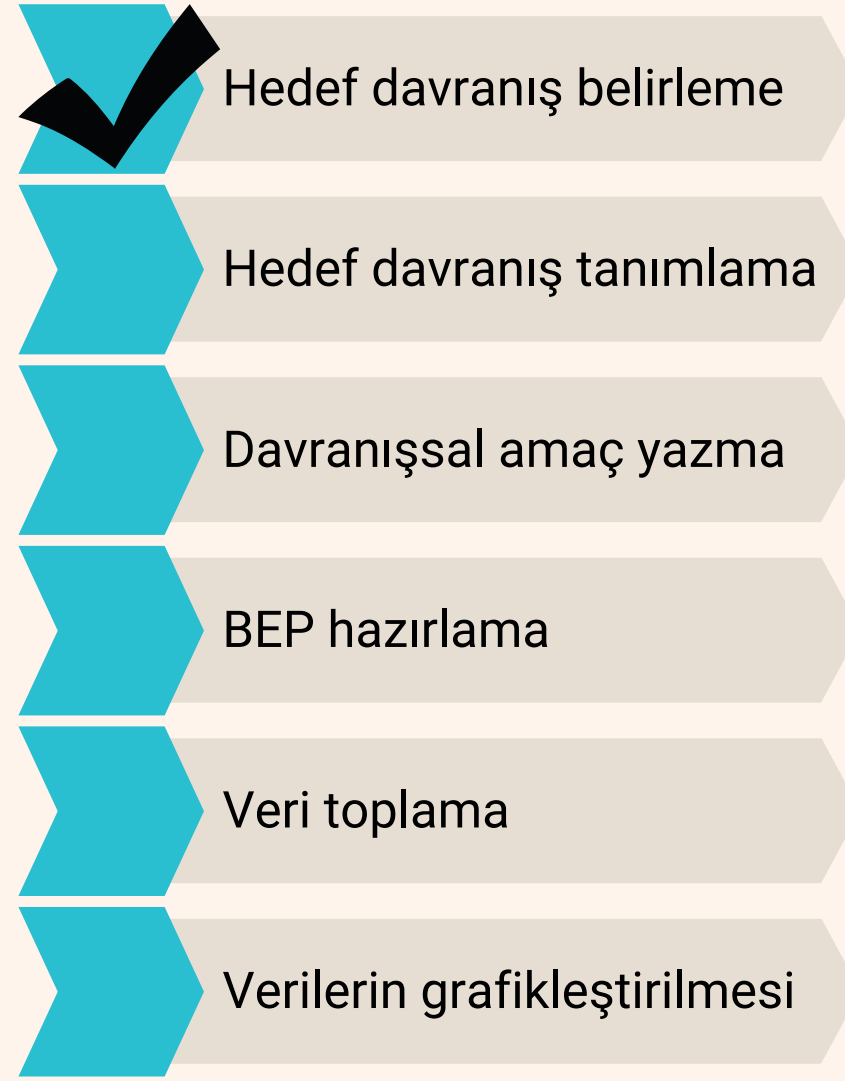 Hedef davranış belirleme
Hedef davranış tanımlama
Davranışsal amaç yazma
BEP hazırlama
Veri toplama
Verilerin grafikleştirilmesi